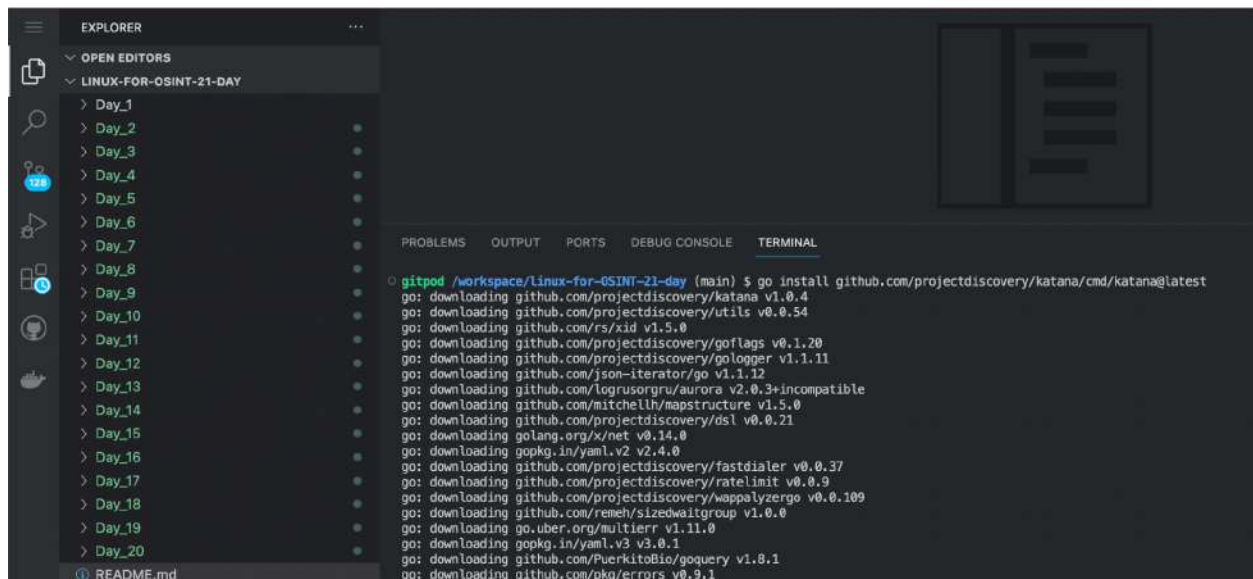 EXPLORER
...
OPEN EDITORS
LINUX-FOR-OSINT-21-DAY
Day_1
Day_2
Day_3
Day_4
Day_5
Day_6
Day_7
Day_8
Day_9
Day_10
Day_11
Day_12
Day_13
Day_14
Day_15
Day_16
Day_17
Day_18
Day_19
Day_20
README.md
128
PROBLEMS OUTPUT PORTS DEBUG CONSOLE TERMINAL
gitpod /workspace/linux-for-OSINT-21-day (main) $ go install github.com/projectdiscovery/katana/cmd/katana@latest
go: downloading github.com/projectdiscovery/katana v1.0.4
go: downloading github.com/projectdiscovery/utils v0.0.54
go: downloading github.com/rs/xid v1.5.0
go: downloading github.com/projectdiscovery/goflags v0.1.20
go: downloading github.com/projectdiscovery/gologger v1.1.11
go: downloading github.com/json-iterator/go v1.1.12
go: downloading github.com/logrusorgru/aurora v2.0.3+incompatible
go: downloading github.com/mitchellh/mapstructure v1.5.0
go: downloading github.com/projectdiscovery/dsl v0.0.21
go: downloading golang.org/x/net v0.14.0
go: downloading gopkg.in/yaml.v2 v2.4.0
go: downloading github.com/projectdiscovery/fastdialer v0.0.37
go: downloading github.com/projectdiscovery/ratelimit v0.0.9
go: downloading github.com/projectdiscovery/wappalyzergo v0.0.109
go: downloading github.com/remeh/sizedwaitgroup v1.0.0
go: downloading go.uber.org/multierr v1.11.0
go: downloading gopkg.in/yaml.v3 v3.0.1
go: downloading github.com/PuerkitoBio/goquery v1.8.1
go: downloading github.com/pkg/errors v0.9.1